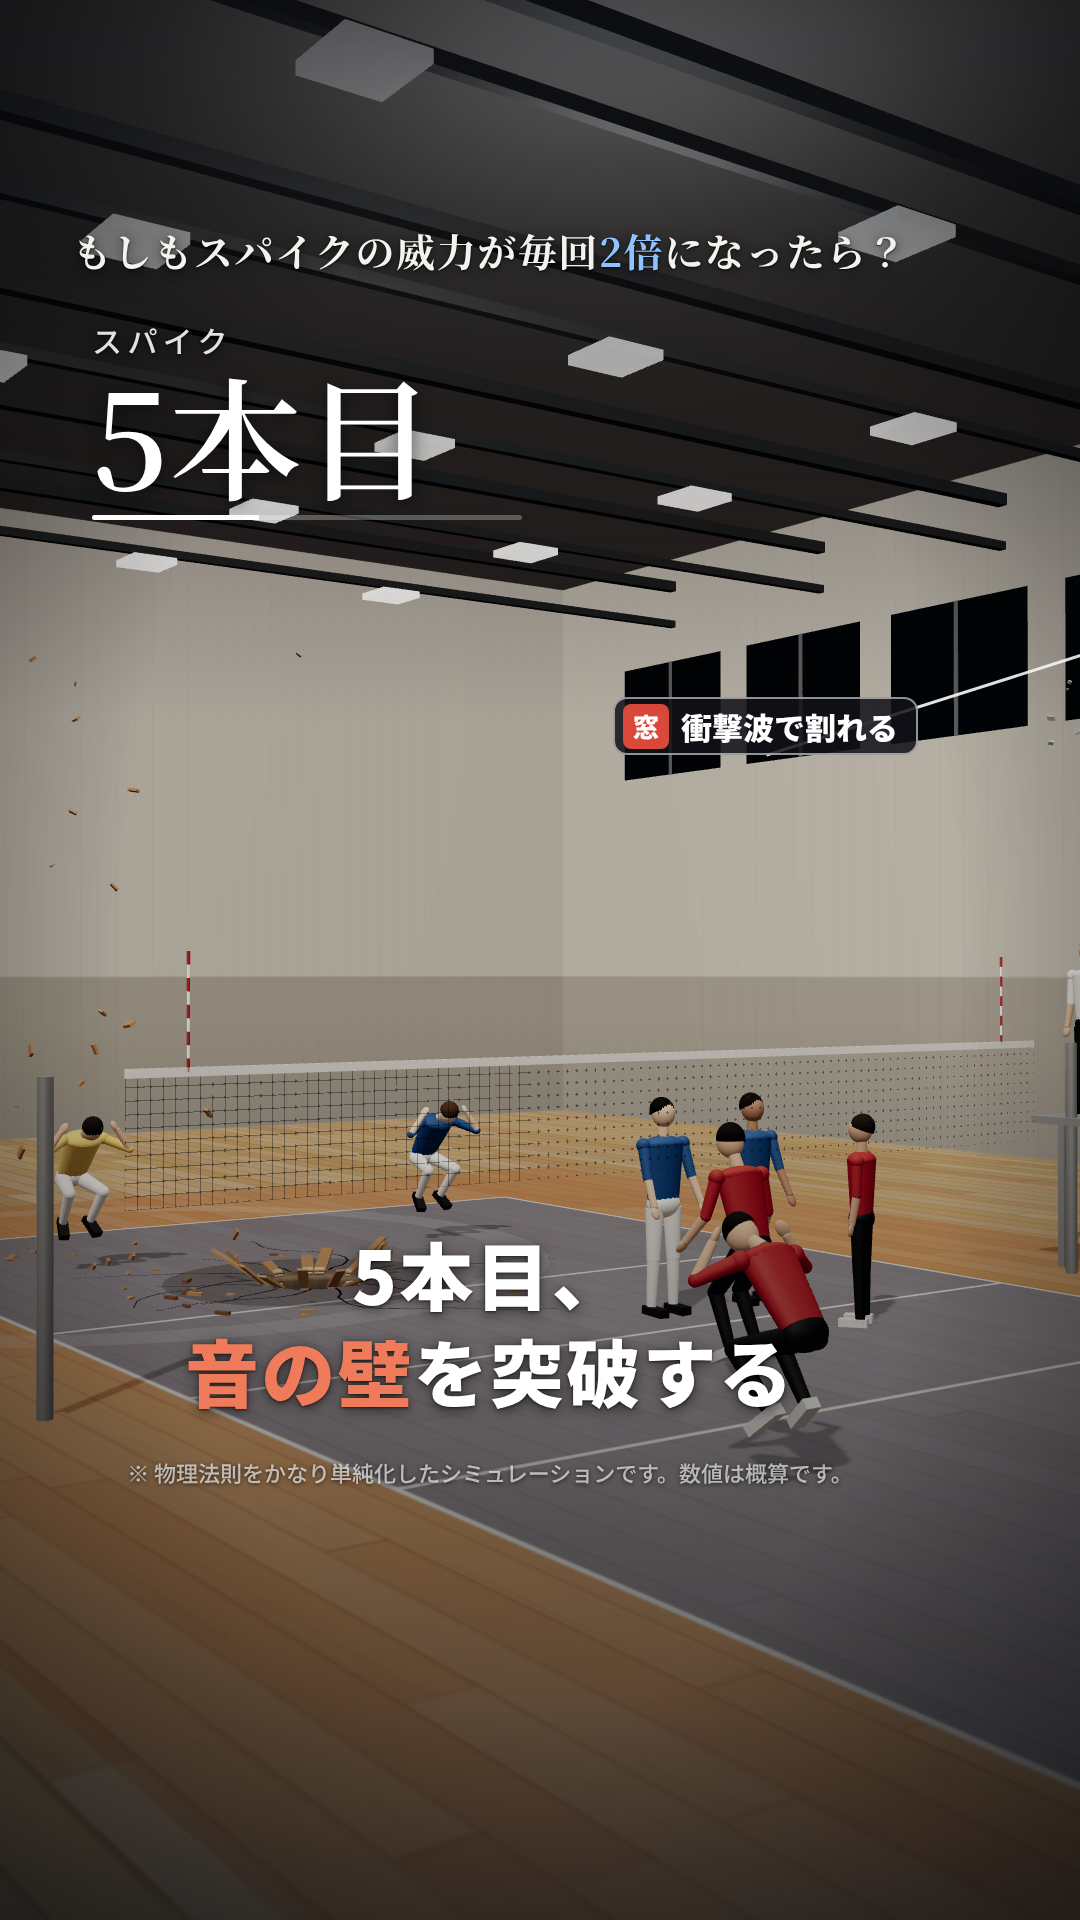 もしもスパイクの威力が毎回2倍になったら？
スパイク
5本目
窓 衝撃波で割れる
5本目、
音の壁を突破する
※ 物理法則をかなり単純化したシミュレーションです。数値は概算です。